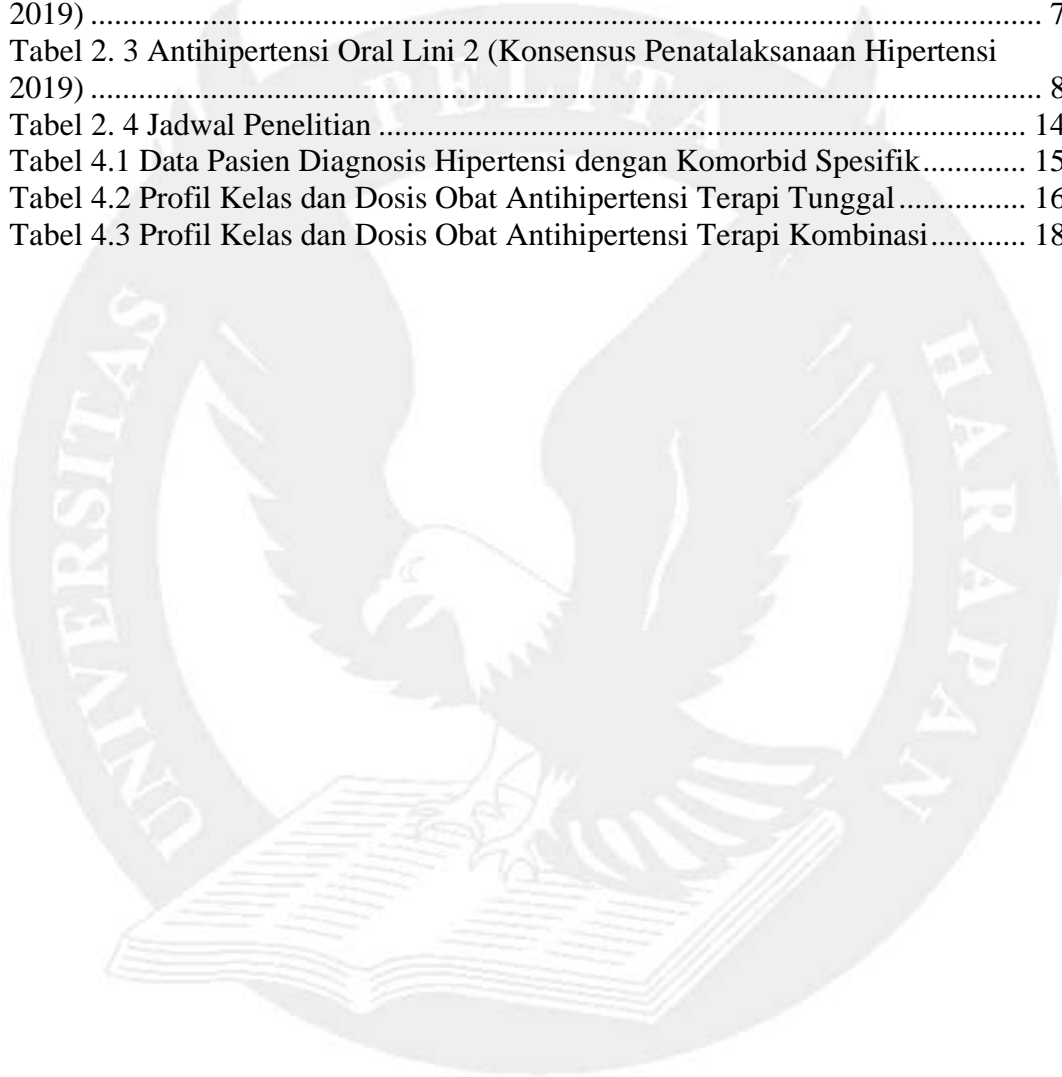 2019) ............................................................................................................... 7
Tabel 2. 3 Antihipertensi Oral Lini 2 (Konsensus Penatalaksanaan Hipertensi
2019) ............................................................................................................... 8
Tabel 2. 4 Jadwal Penelitian ............................................................................ 14
Tabel 4.1 Data Pasien Diagnosis Hipertensi dengan Komorbid Spesifik ............ 15
Tabel 4.2 Profil Kelas dan Dosis Obat Antihipertensi Terapi Tunggal ............... 16
Tabel 4.3 Profil Kelas dan Dosis Obat Antihipertensi Terapi Kombinasi ........... 18
UNIVERSITAS PELITA HARAPAN